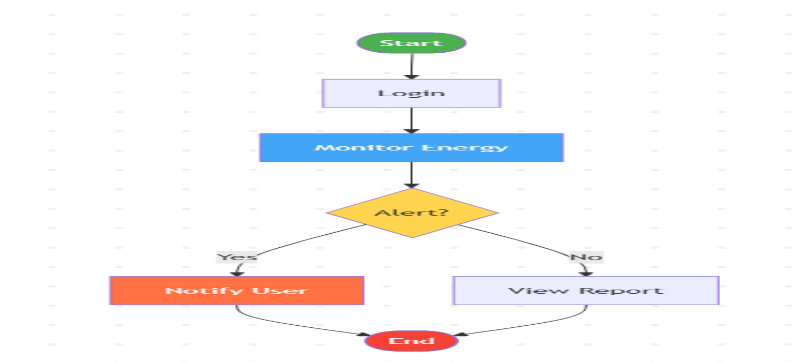 Start
Login
Monitor Energy
Alert?
Yes
No
Notify User
View Report
End